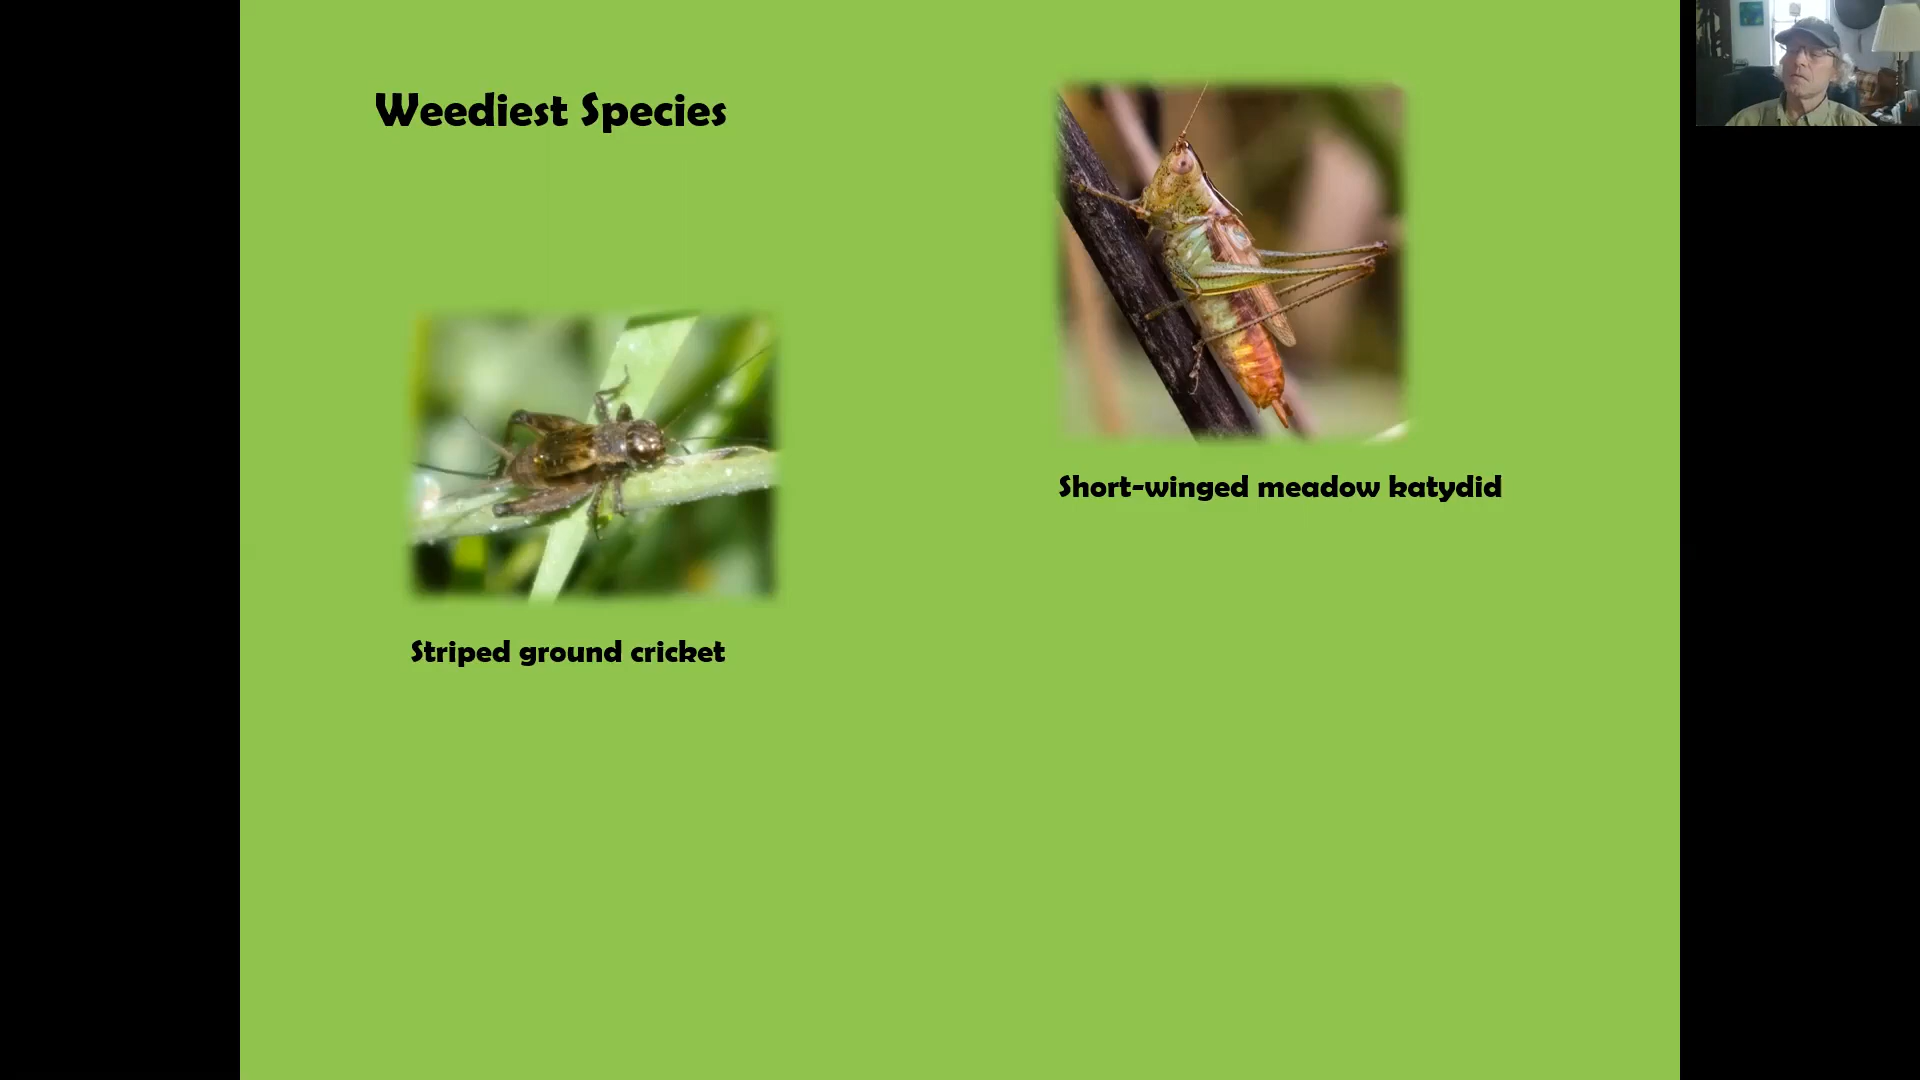 Weediest Species
Short-winged meadow katydid
Striped ground cricket